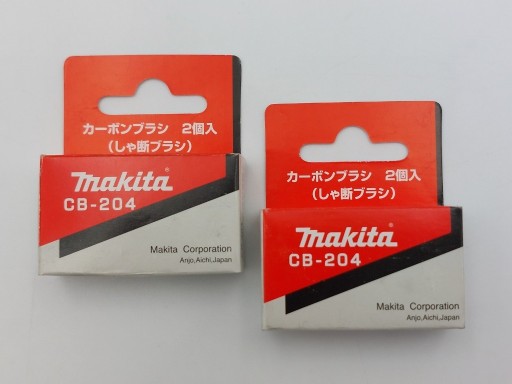 カーボンブラシ 2個入
（しゃ断ブラシ）
makita
CB-204
Makita Corporation
Anjo,Aichi,Japan
カーボンブラシ 2個入
（しゃ断ブラシ）
makita
CB-204
Makita Corporation
Anjo,Aichi,Japan